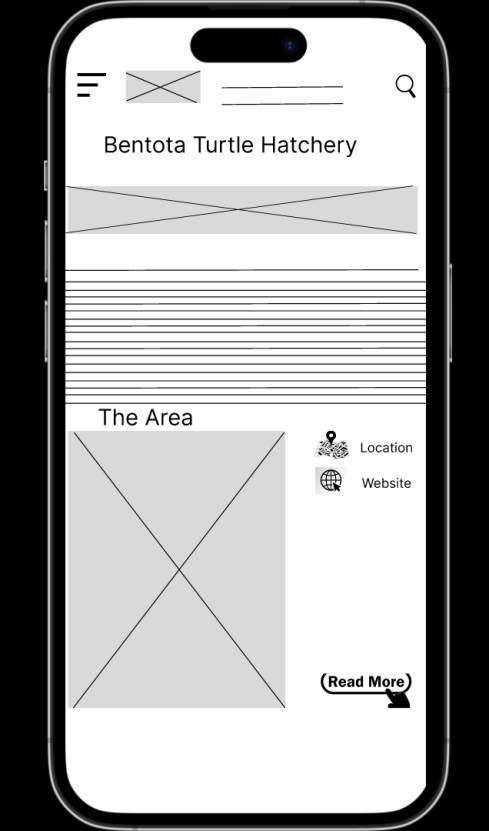 Bentota Turtle Hatchery
The Area
Location
Website
Read More